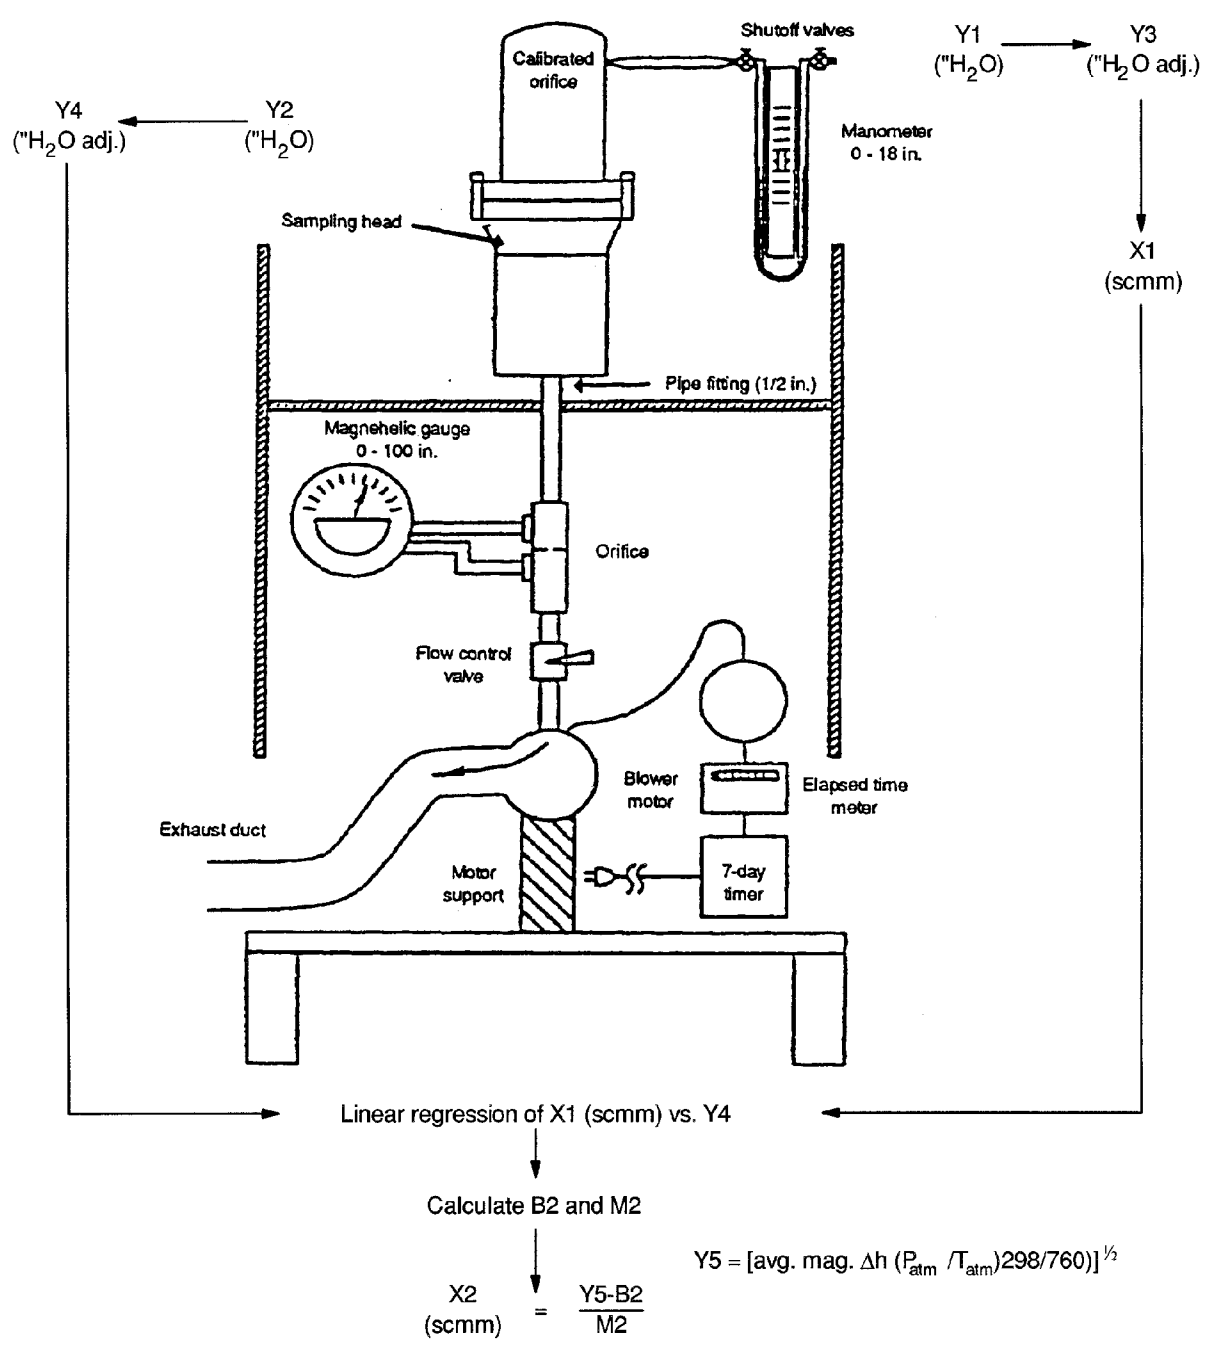 Shutoff valves
Y1
("H2O)
Y3
("H2O adj.)
Calibrated
orifice
Y4
("H2O adj.)
Y2
("H2O)
Manometer
0 - 18 in.
Sampling head
X1
(scmm)
Pipe fitting (1/2 in.)
Magnehelic gauge
0 - 100 in.
Orifice
Flow control
valve
Blower
motor
Elapsed time
meter
Exhaust duct
Motor
support
7-day
timer
Linear regression of X1 (scmm) vs. Y4
Calculate B2 and M2
Y5 = [avg. mag. Δh (Patm /Tatm)298/760)]½
X2
(scmm)
= Y5-B2
M2